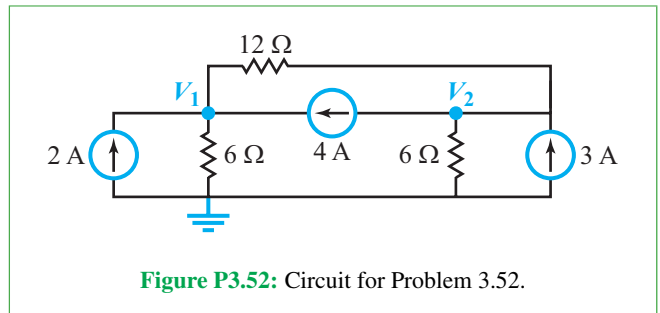 12 Ω
V1 V2
2 A 6 Ω 4 A 6 Ω 3 A
Figure P3.52: Circuit for Problem 3.52.